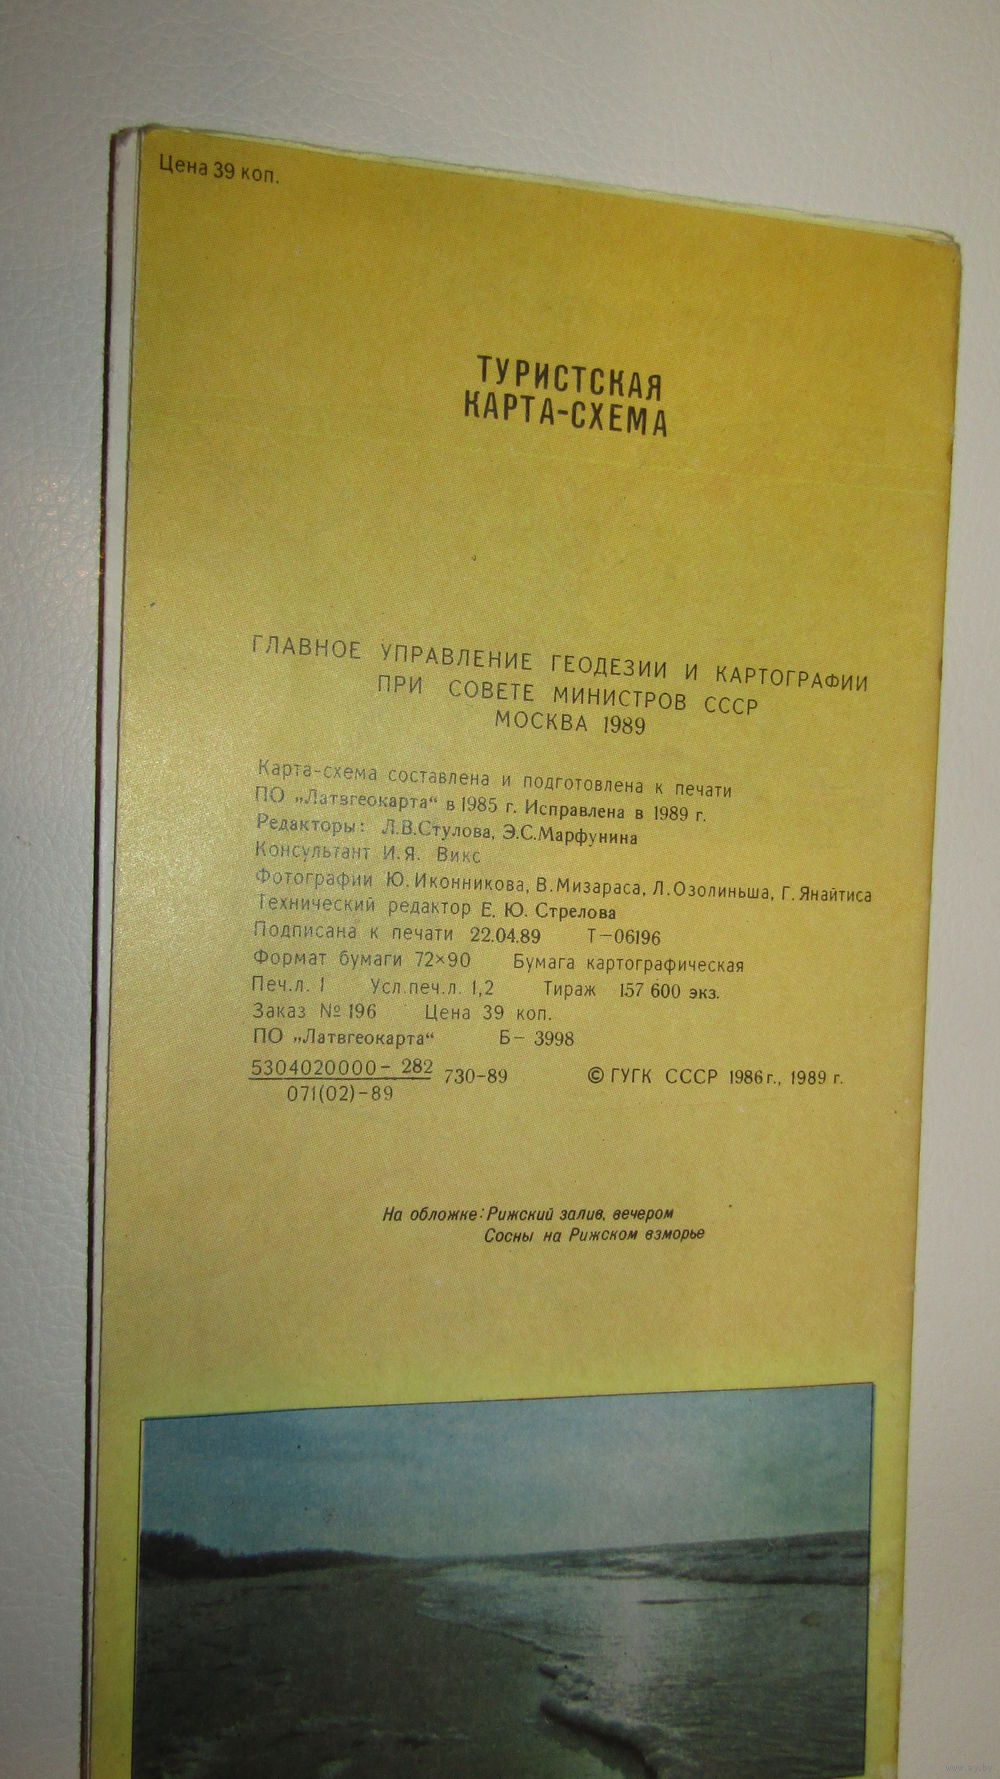 Цена 39 коп.
ТУРИСТСКАЯ
КАРТА-СХЕМА
ГЛАВНОЕ УПРАВЛЕНИЕ ГЕОДЕЗИИ И КАРТОГРАФИИ
ПРИ СОВЕТЕ МИНИСТРОВ СССР
МОСКВА 1989
Карта-схема составлена и подготовлена к печати
ПО „Латвгеокарта“ в 1985 г. Исправлена в 1989 г.
Редакторы: Л.В.Стулова, Э.С.Марфунина
Консультант И.Я. Викс
Фотографии Ю.Иконникова, В.Мизараса, Л.Озолиньша, Г.Янайтиса
Технический редактор Е. Ю. Стрелова
Подписана к печати 22.04.89 Т-06196
Формат бумаги 72×90 Бумага картографическая
Печ.л. 1 Усл.печ.л. 1,2 Тираж 157 600 экз.
Заказ № 196 Цена 39 коп.
ПО „Латвгеокарта“ Б- 3998
5304020000- 282
071(02)-89
730-89 © ГУГК СССР 1986 г., 1989 г.
На обложке: Рижский залив, вечером
Сосны на Рижском взморье
www.ay.by